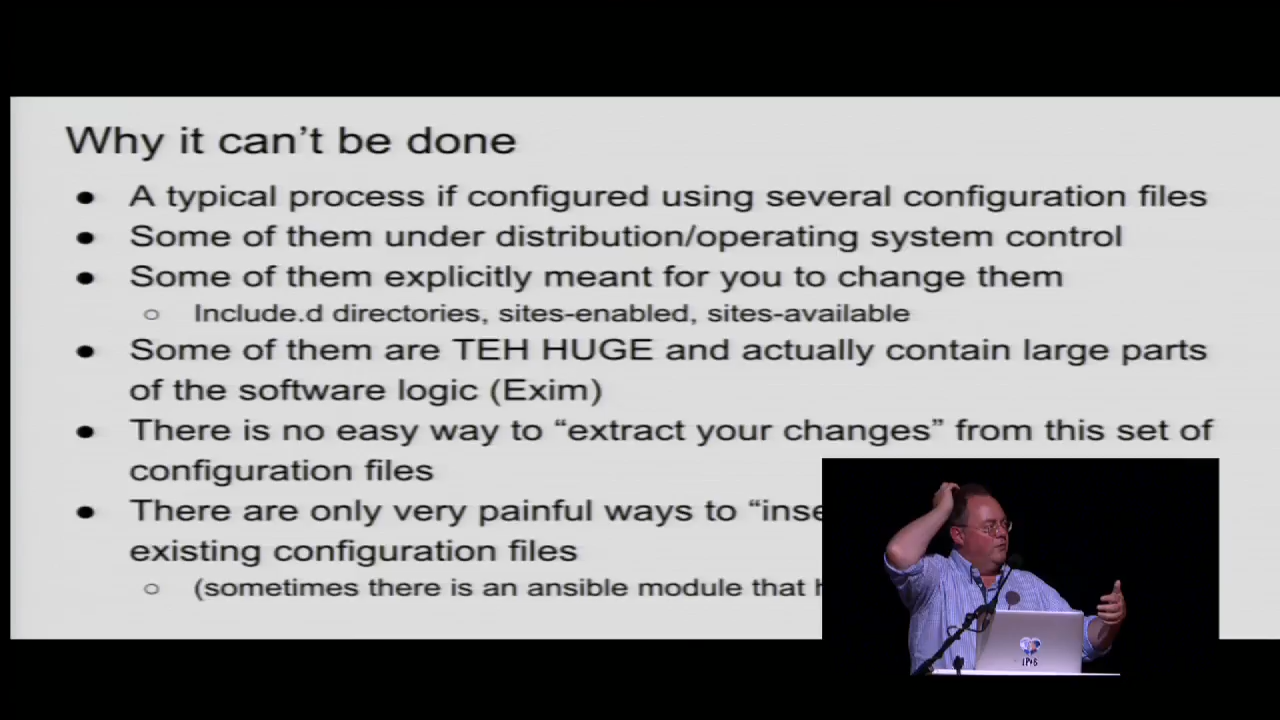 Why it can't be done
● A typical process if configured using several configuration files
● Some of them under distribution/operating system control
● Some of them explicitly meant for you to change them
○ Include.d directories, sites-enabled, sites-available
● Some of them are TEH HUGE and actually contain large parts
of the software logic (Exim)
● There is no easy way to “extract your changes” from this set of
configuration files
● There are only very painful ways to “inse
existing configuration files
○ (sometimes there is an ansible module that h